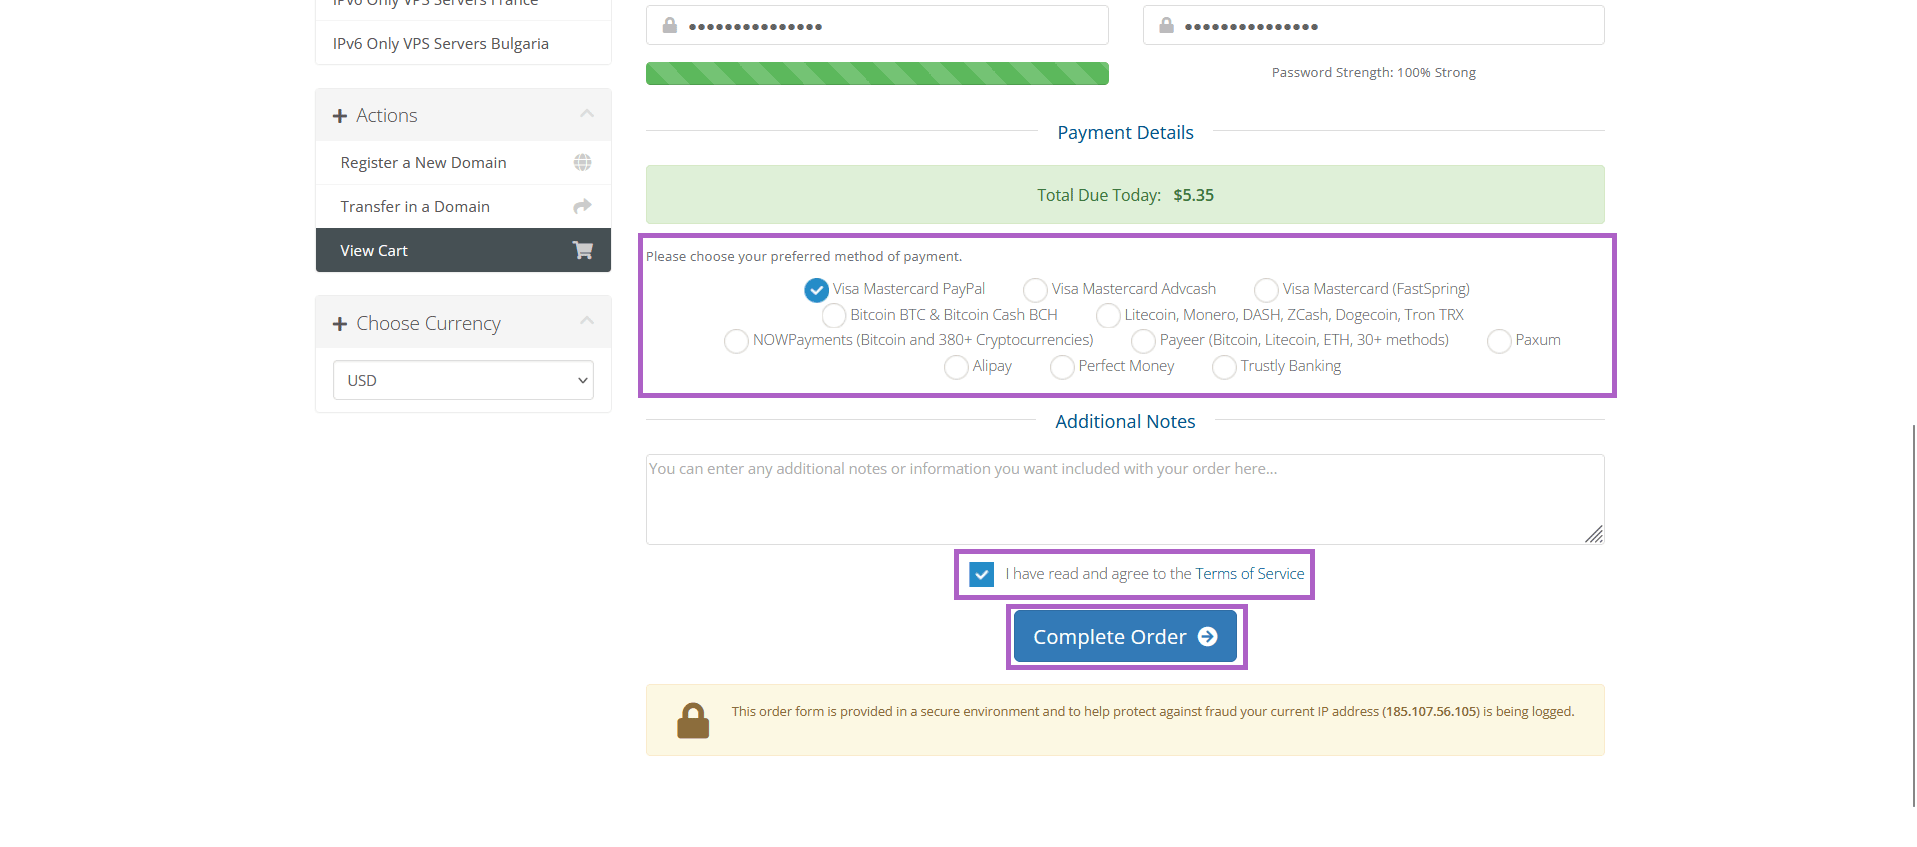 IPv6 Only VPS Servers France
IPv6 Only VPS Servers Bulgaria
Actions
Register a New Domain
Transfer in a Domain
View Cart
Choose Currency
USD
Password Strength: 100% Strong
Payment Details
Total Due Today: $5.35
Please choose your preferred method of payment.
Visa Mastercard PayPal Visa Mastercard Advcash Visa Mastercard (FastSpring)
Bitcoin BTC & Bitcoin Cash BCH Litecoin, Monero, DASH, ZCash, Dogecoin, Tron TRX
NOWPayments (Bitcoin and 380+ Cryptocurrencies) Payeer (Bitcoin, Litecoin, ETH, 30+ methods) Paxum
Alipay Perfect Money Trustly Banking
Additional Notes
You can enter any additional notes or information you want included with your order here...
I have read and agree to the Terms of Service
Complete Order
This order form is provided in a secure environment and to help protect against fraud your current IP address (185.107.56.105) is being logged.